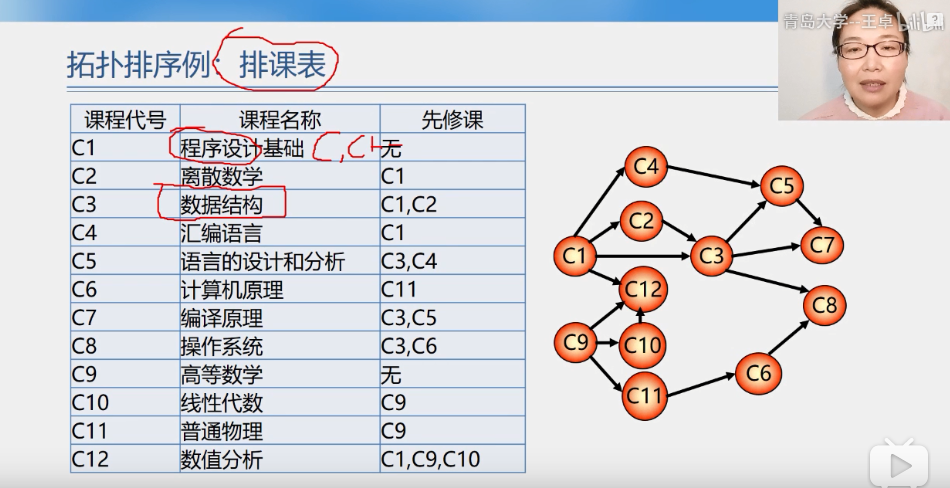 青岛大学--王卓
拓扑排序例：排课表
课程代号 课程名称 先修课
C1 程序设计基础 C,C++ 无
C2 离散数学 C1
C3 数据结构 C1,C2
C4 汇编语言 C1
C5 语言的设计和分析 C3,C4
C6 计算机原理 C11
C7 编译原理 C3,C5
C8 操作系统 C3,C6
C9 高等数学 无
C10 线性代数 C9
C11 普通物理 C9
C12 数值分析 C1,C9,C10
C4
C5
C2
C1
C3
C7
C12
C8
C9
C10
C6
C11